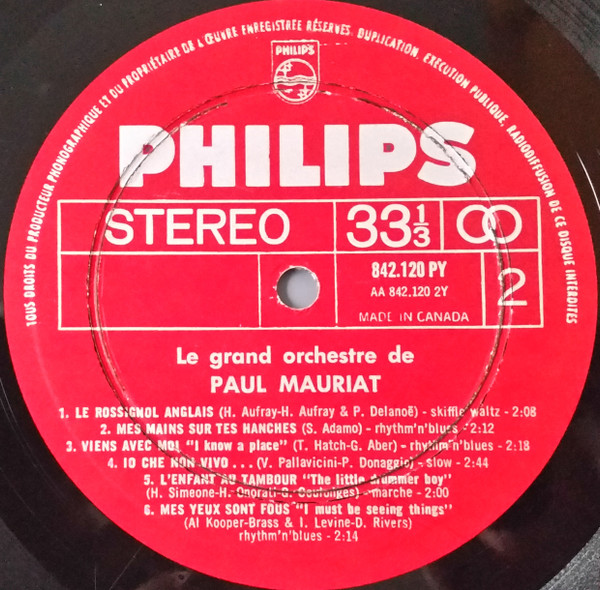 TOUS DROITS DU PRODUCTEUR PHONOGRAPHIQUE ET DU PROPRIÉTAIRE DE L'ŒUVRE ENREGISTRÉE RÉSERVÉS. DUPLICATION, EXECUTION PUBLIQUE, RADIODIFFUSION DE CE DISQUE INTERDITES
PHILIPS
PHILIPS
STEREO 33⅓
842.120 PY
AA 842.120 2Y
2
MADE IN CANADA
Le grand orchestre de
PAUL MAURIAT
1. LE ROSSIGNOL ANGLAIS (H. Aufray-H. Aufray & P. Delanoë) - skiffle waltz - 2:08
2. MES MAINS SUR TES HANCHES (S. Adamo) - rhythm'n'blues - 2:12
3. VIENS AVEC MOI "I know a place" (T. Hatch-G. Aber) - rhythm'n'blues - 2:18
4. IO CHE NON VIVO . . . (V. Pallavicini-P. Donaggio) - slow - 2:44
5. L'ENFANT AU TAMBOUR "The little drummer boy"
(H. Simeone-H. Onorati-G. Coulonges) - marche - 2:00
6. MES YEUX SONT FOUS "I must be seeing things"
(Al Kooper-Brass & I. Levine-D. Rivers)
rhythm'n'blues - 2:14